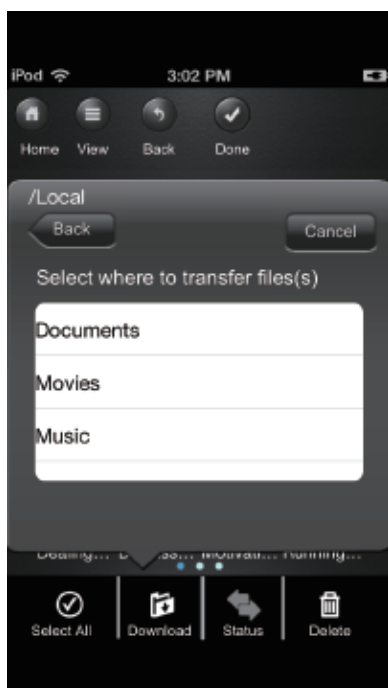 iPod 3:02 PM
Home View Back Done
/Local
Back Cancel
Select where to transfer files(s)
Documents
Movies
Music
Select All Download Status Delete